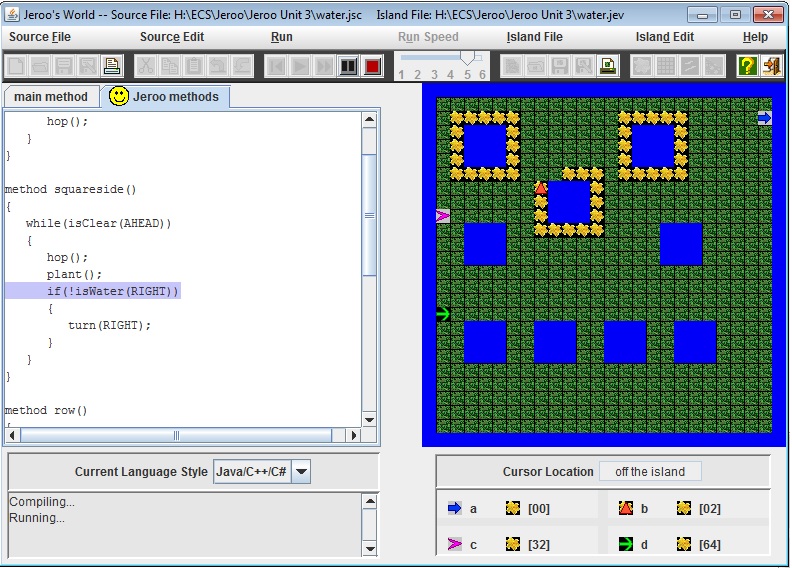 Jeroo's World -- Source File: H:\ECS\Jeroo\Jeroo Unit 3\water.jsc Island File: H:\ECS\Jeroo\Jeroo Unit 3\water.jev
Source File Source Edit Run Run Speed Island File Island Edit Help
1 2 3 4 5 6
main method Jeroo methods
hop();
}
}
method squareside()
{
while(isClear(AHEAD))
{
hop();
plant();
if(!isWater(RIGHT))
{
turn(RIGHT);
}
}
}
method row()
Current Language Style Java/C++/C#
Cursor Location off the island
Compiling...
Running...
a [00] b [02]
c [32] d [64]